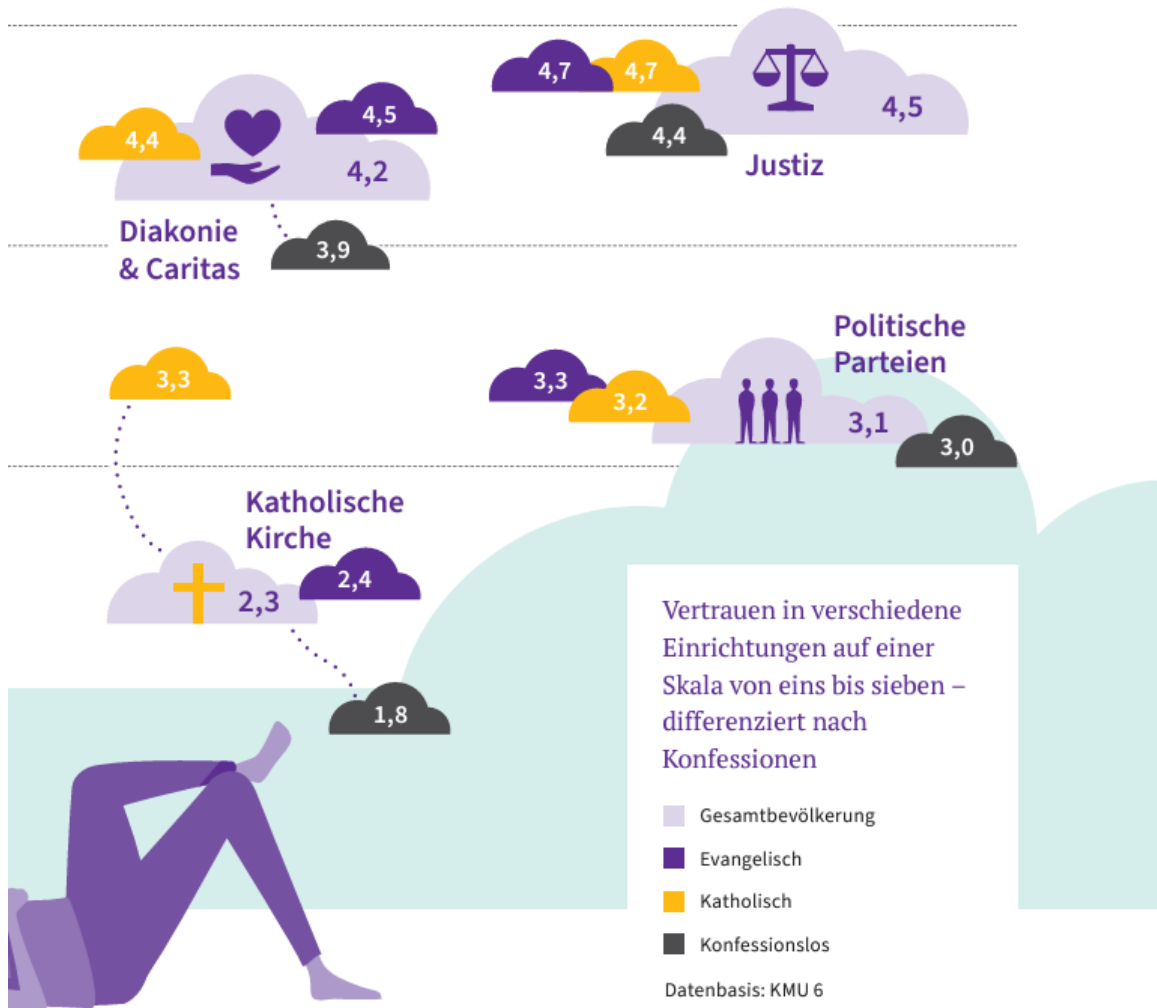 4,7
4,7
4,5
4,4
Justiz
4,5
4,4
4,2
Diakonie
& Caritas
3,9
Politische
Parteien
3,3
3,3
3,2
3,1
3,0
Katholische
Kirche
2,4
2,3
1,8
Vertrauen in verschiedene
Einrichtungen auf einer
Skala von eins bis sieben –
differenziert nach
Konfessionen
Gesamtbevölkerung
Evangelisch
Katholisch
Konfessionslos
Datenbasis: KMU 6